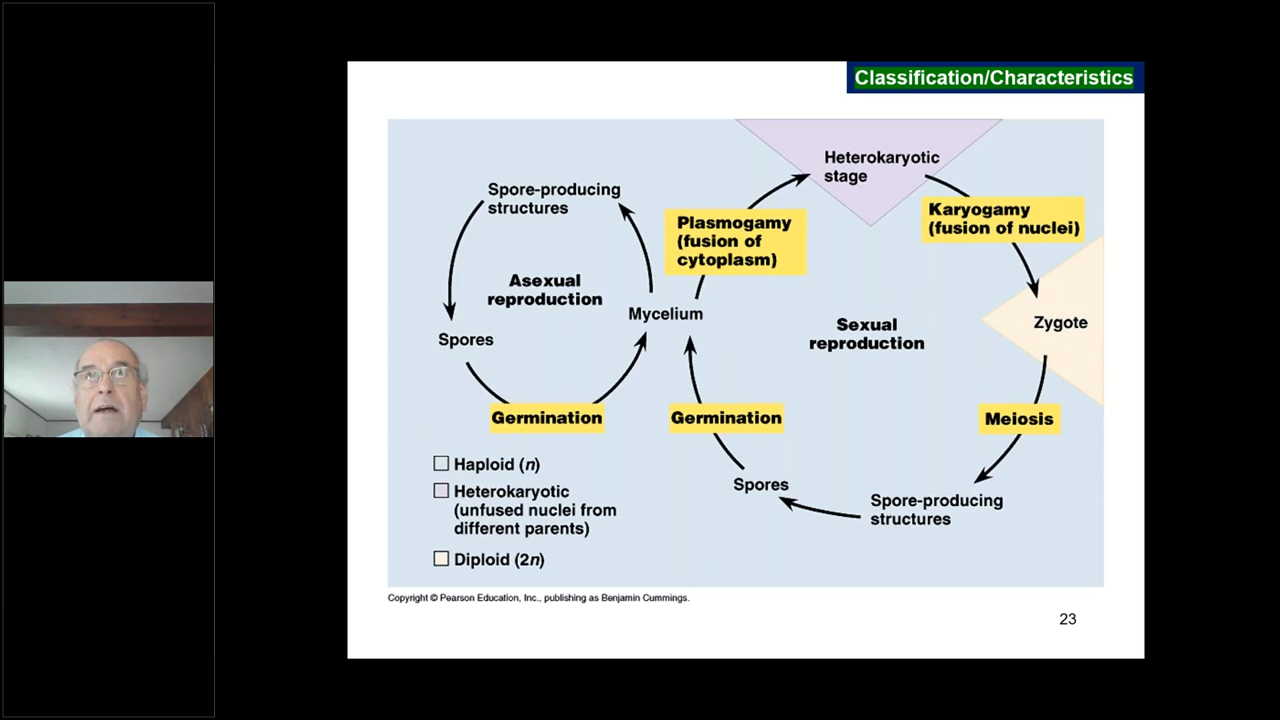 Classification/Characteristics
Heterokaryotic
stage
Spore-producing
structures
Plasmogamy
(fusion of
cytoplasm)
Karyogamy
(fusion of nuclei)
Asexual
reproduction
Mycelium
Sexual
reproduction
Zygote
Spores
Germination
Germination
Meiosis
Spores
Spore-producing
structures
Haploid (n)
Heterokaryotic
(unfused nuclei from
different parents)
Diploid (2n)
Copyright © Pearson Education, Inc., publishing as Benjamin Cummings.
23